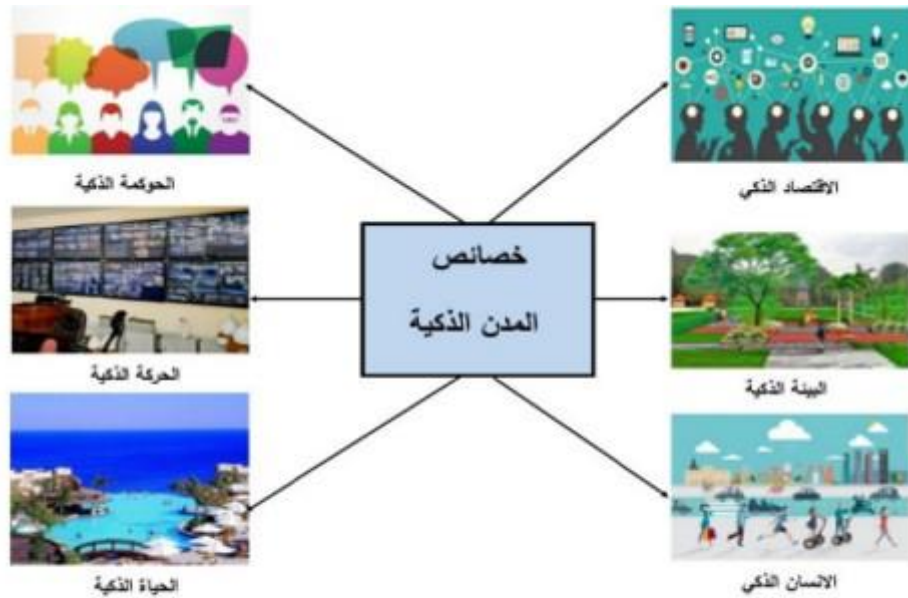 خصائص
المدن الذكية
الاقتصاد الذكي
الحوكمة الذكية
البيئة الذكية
الحركة الذكية
الانسان الذكي
الحياة الذكية